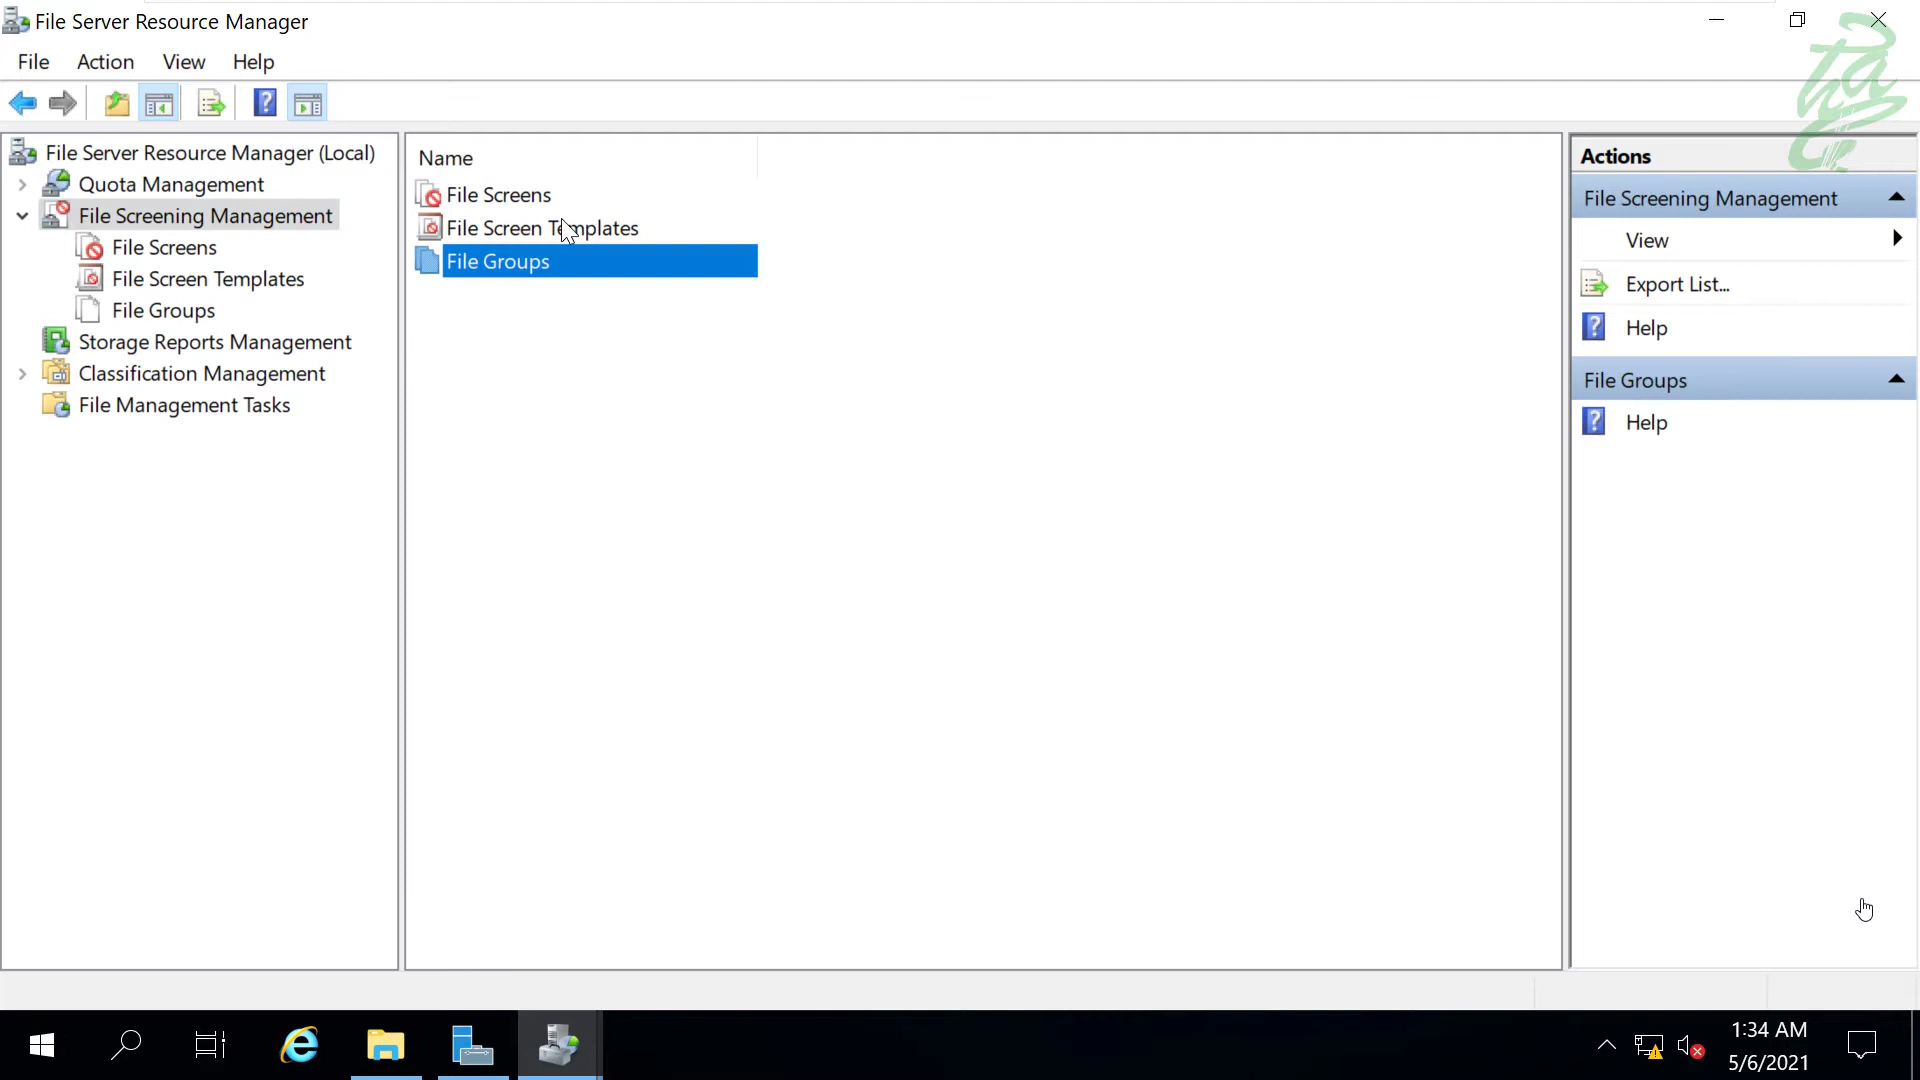 File Server Resource Manager
File Action View Help
File Server Resource Manager (Local)
Quota Management
File Screening Management
File Screens
File Screen Templates
File Groups
Storage Reports Management
Classification Management
File Management Tasks
Name
File Screens
File Screen Templates
File Groups
Actions
File Screening Management
View
Export List...
Help
File Groups
Help
1:34 AM
5/6/2021